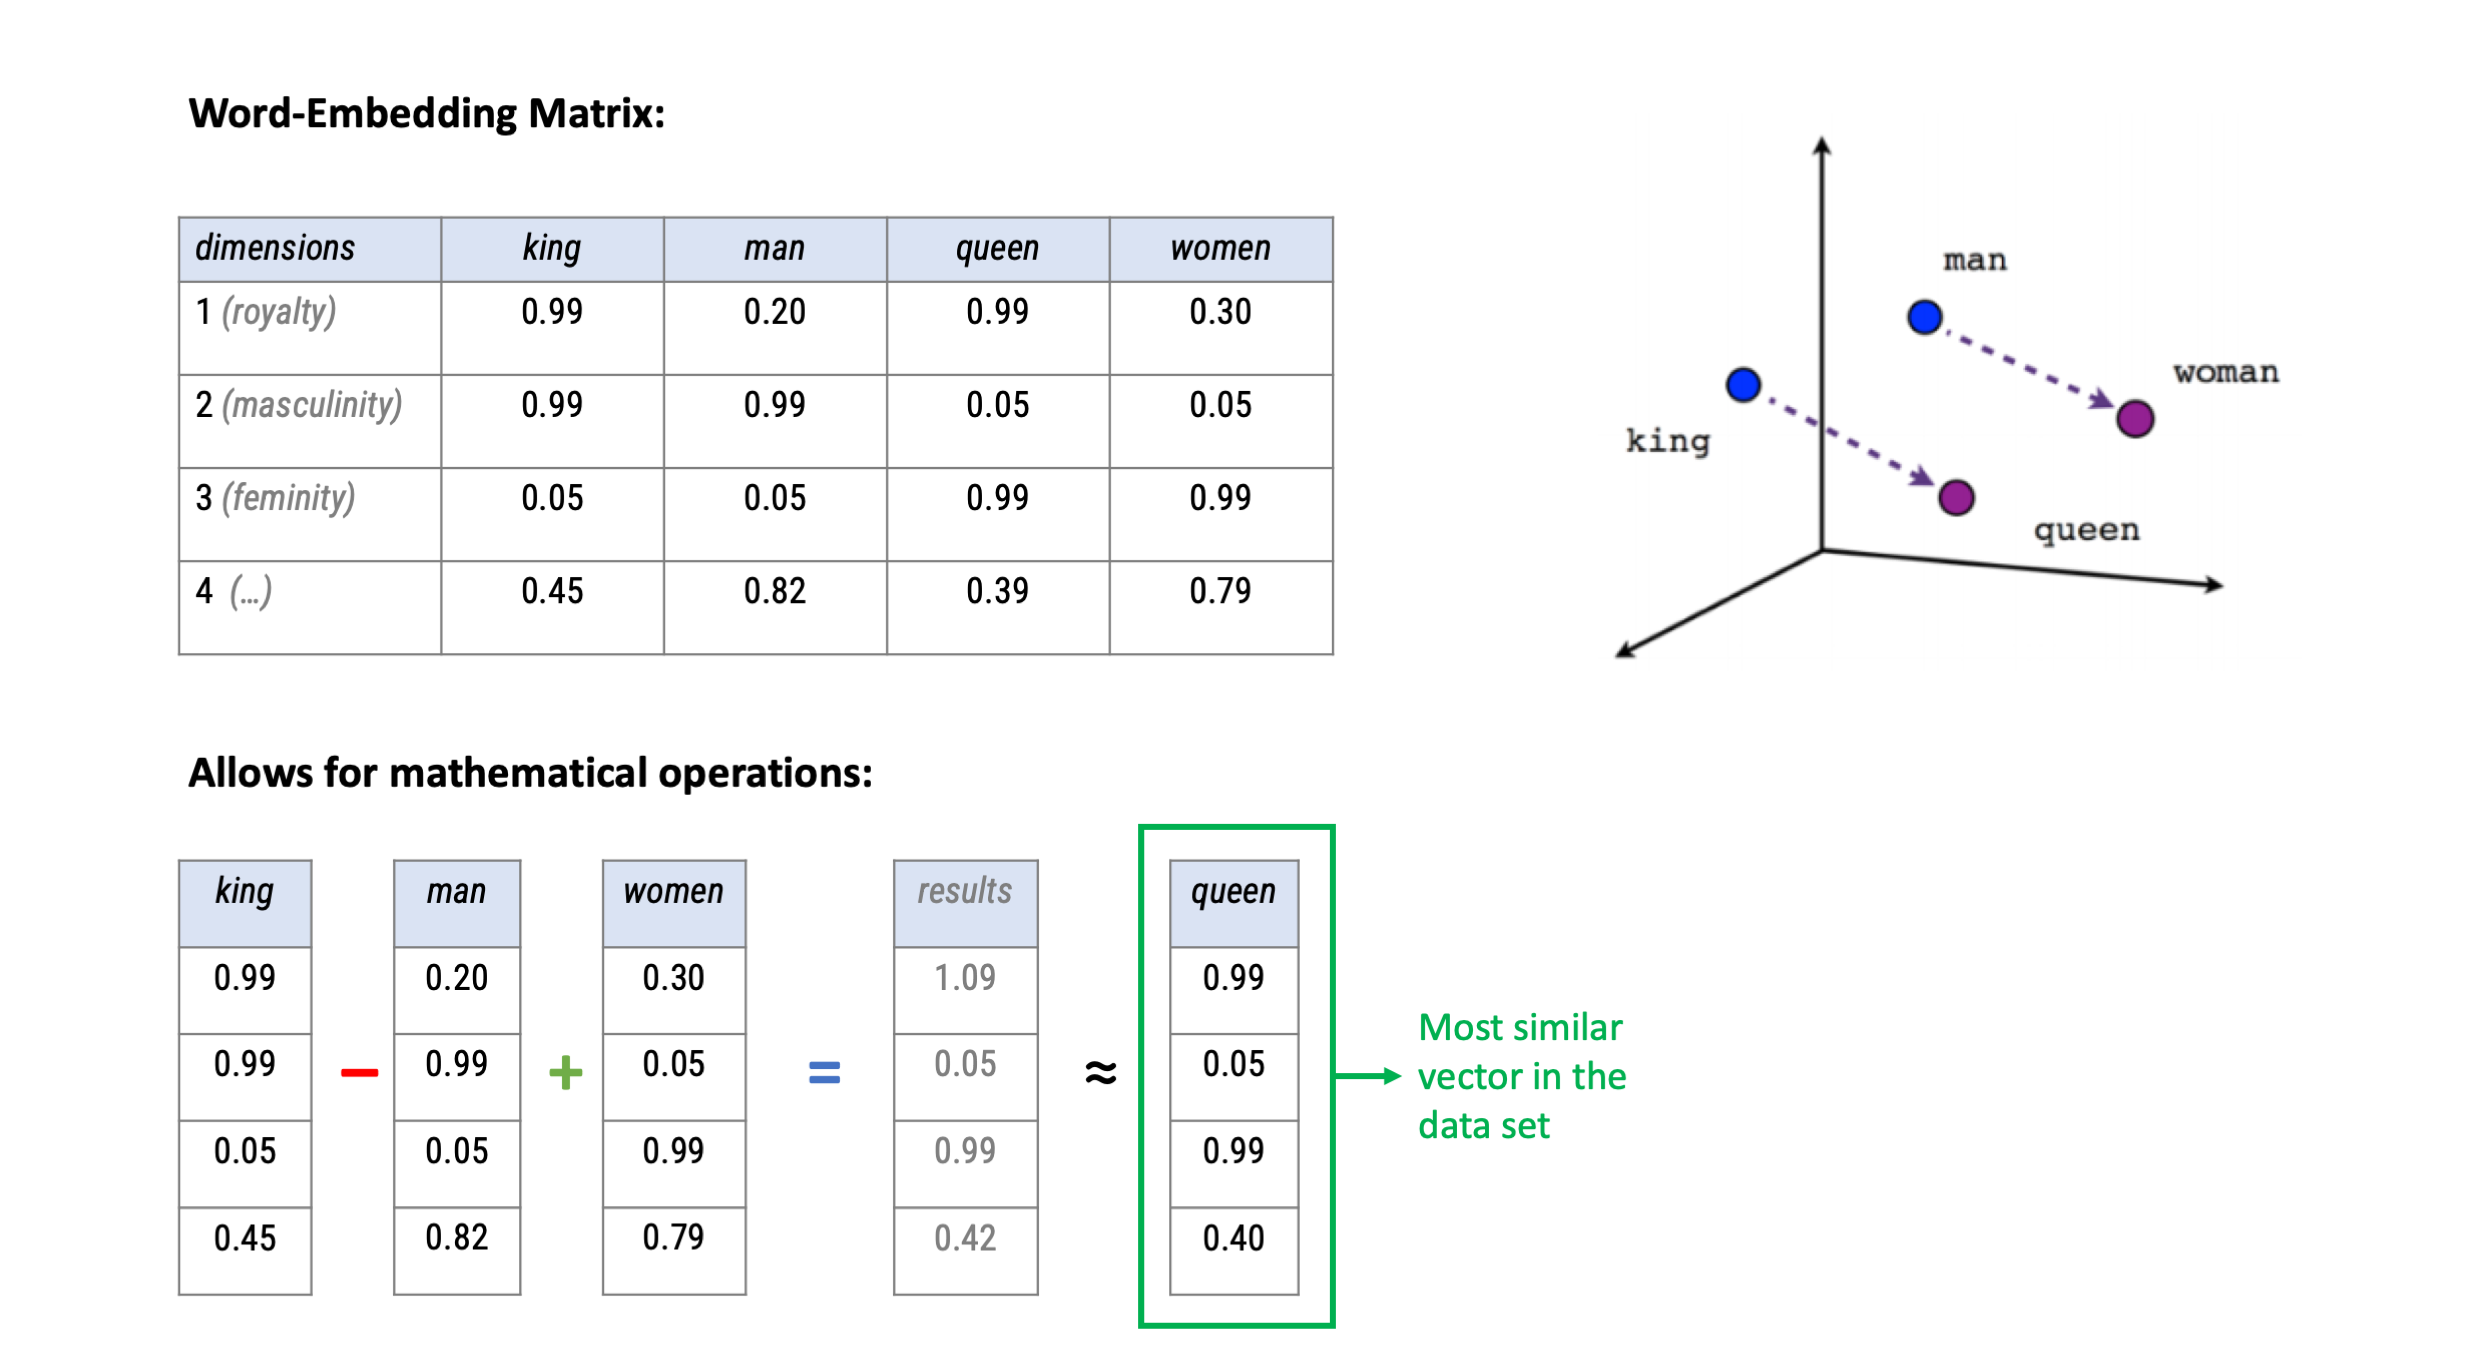 Word-Embedding Matrix:
dimensions king man queen women
1 (royalty) 0.99 0.20 0.99 0.30
2 (masculinity) 0.99 0.99 0.05 0.05
3 (feminity) 0.05 0.05 0.99 0.99
4 (...) 0.45 0.82 0.39 0.79
man
woman
king
queen
Allows for mathematical operations:
king man women results queen
0.99 0.20 0.30 1.09 0.99
0.99 − 0.99 + 0.05 = 0.05 ≈ 0.05
0.05 0.05 0.99 0.99 0.99
0.45 0.82 0.79 0.42 0.40
Most similar
vector in the
data set